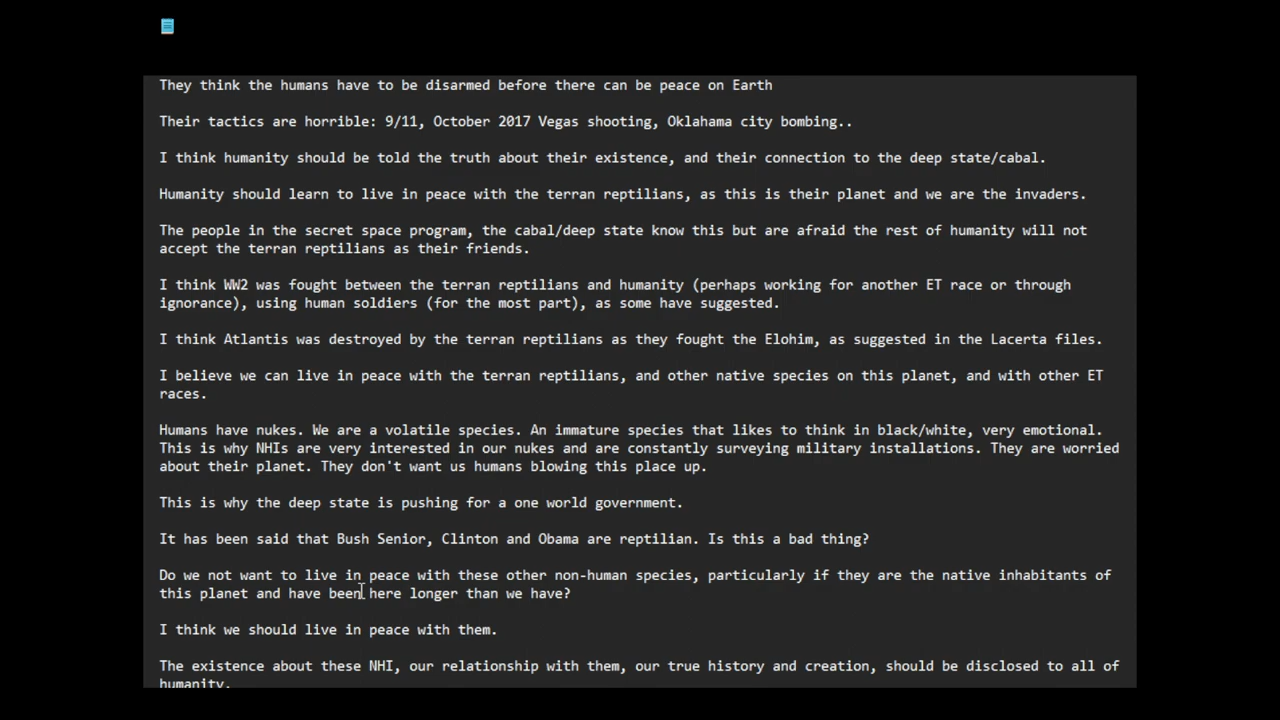 They think the humans have to be disarmed before there can be peace on Earth
Their tactics are horrible: 9/11, October 2017 Vegas shooting, Oklahoma city bombing..
I think humanity should be told the truth about their existence, and their connection to the deep state/cabal.
Humanity should learn to live in peace with the terran reptilians, as this is their planet and we are the invaders.
The people in the secret space program, the cabal/deep state know this but are afraid the rest of humanity will not
accept the terran reptilians as their friends.
I think WW2 was fought between the terran reptilians and humanity (perhaps working for another ET race or through
ignorance), using human soldiers (for the most part), as some have suggested.
I think Atlantis was destroyed by the terran reptilians as they fought the Elohim, as suggested in the Lacerta files.
I believe we can live in peace with the terran reptilians, and other native species on this planet, and with other ET
races.
Humans have nukes. We are a volatile species. An immature species that likes to think in black/white, very emotional.
This is why NHIs are very interested in our nukes and are constantly surveying military installations. They are worried
about their planet. They don't want us humans blowing this place up.
This is why the deep state is pushing for a one world government.
It has been said that Bush Senior, Clinton and Obama are reptilian. Is this a bad thing?
Do we not want to live in peace with these other non-human species, particularly if they are the native inhabitants of
this planet and have been here longer than we have?
I think we should live in peace with them.
The existence about these NHI, our relationship with them, our true history and creation, should be disclosed to all of
humanity.